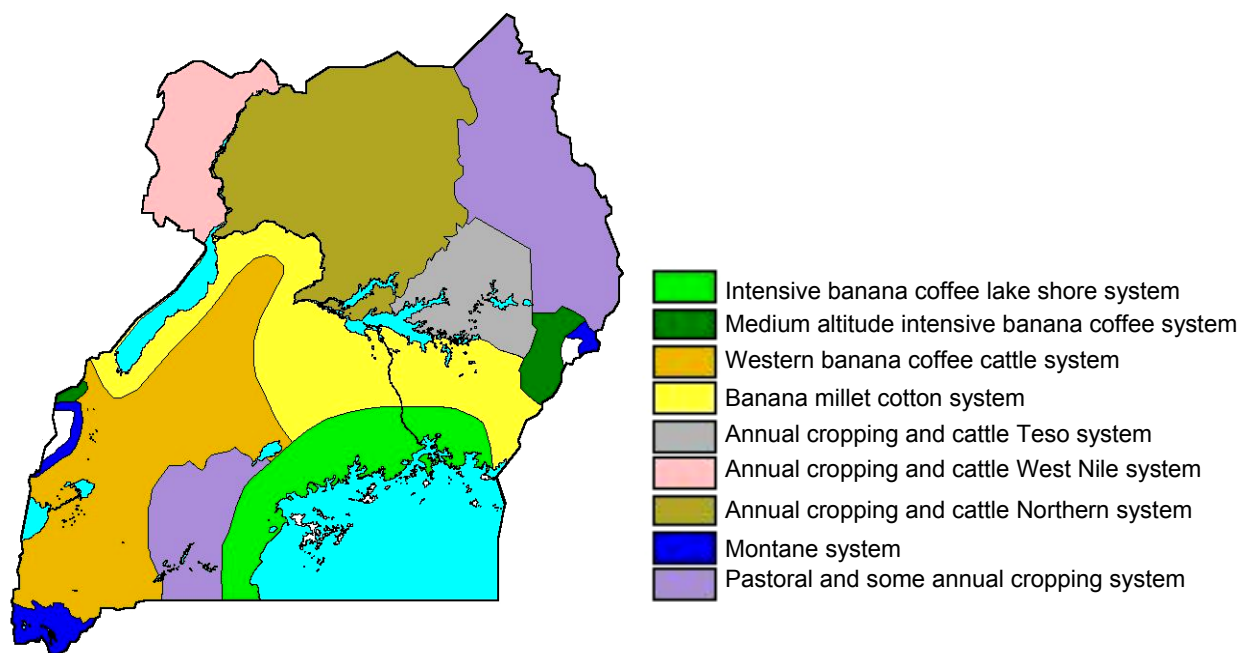 Intensive banana coffee lake shore system
Medium altitude intensive banana coffee system
Western banana coffee cattle system
Banana millet cotton system
Annual cropping and cattle Teso system
Annual cropping and cattle West Nile system
Annual cropping and cattle Northern system
Montane system
Pastoral and some annual cropping system